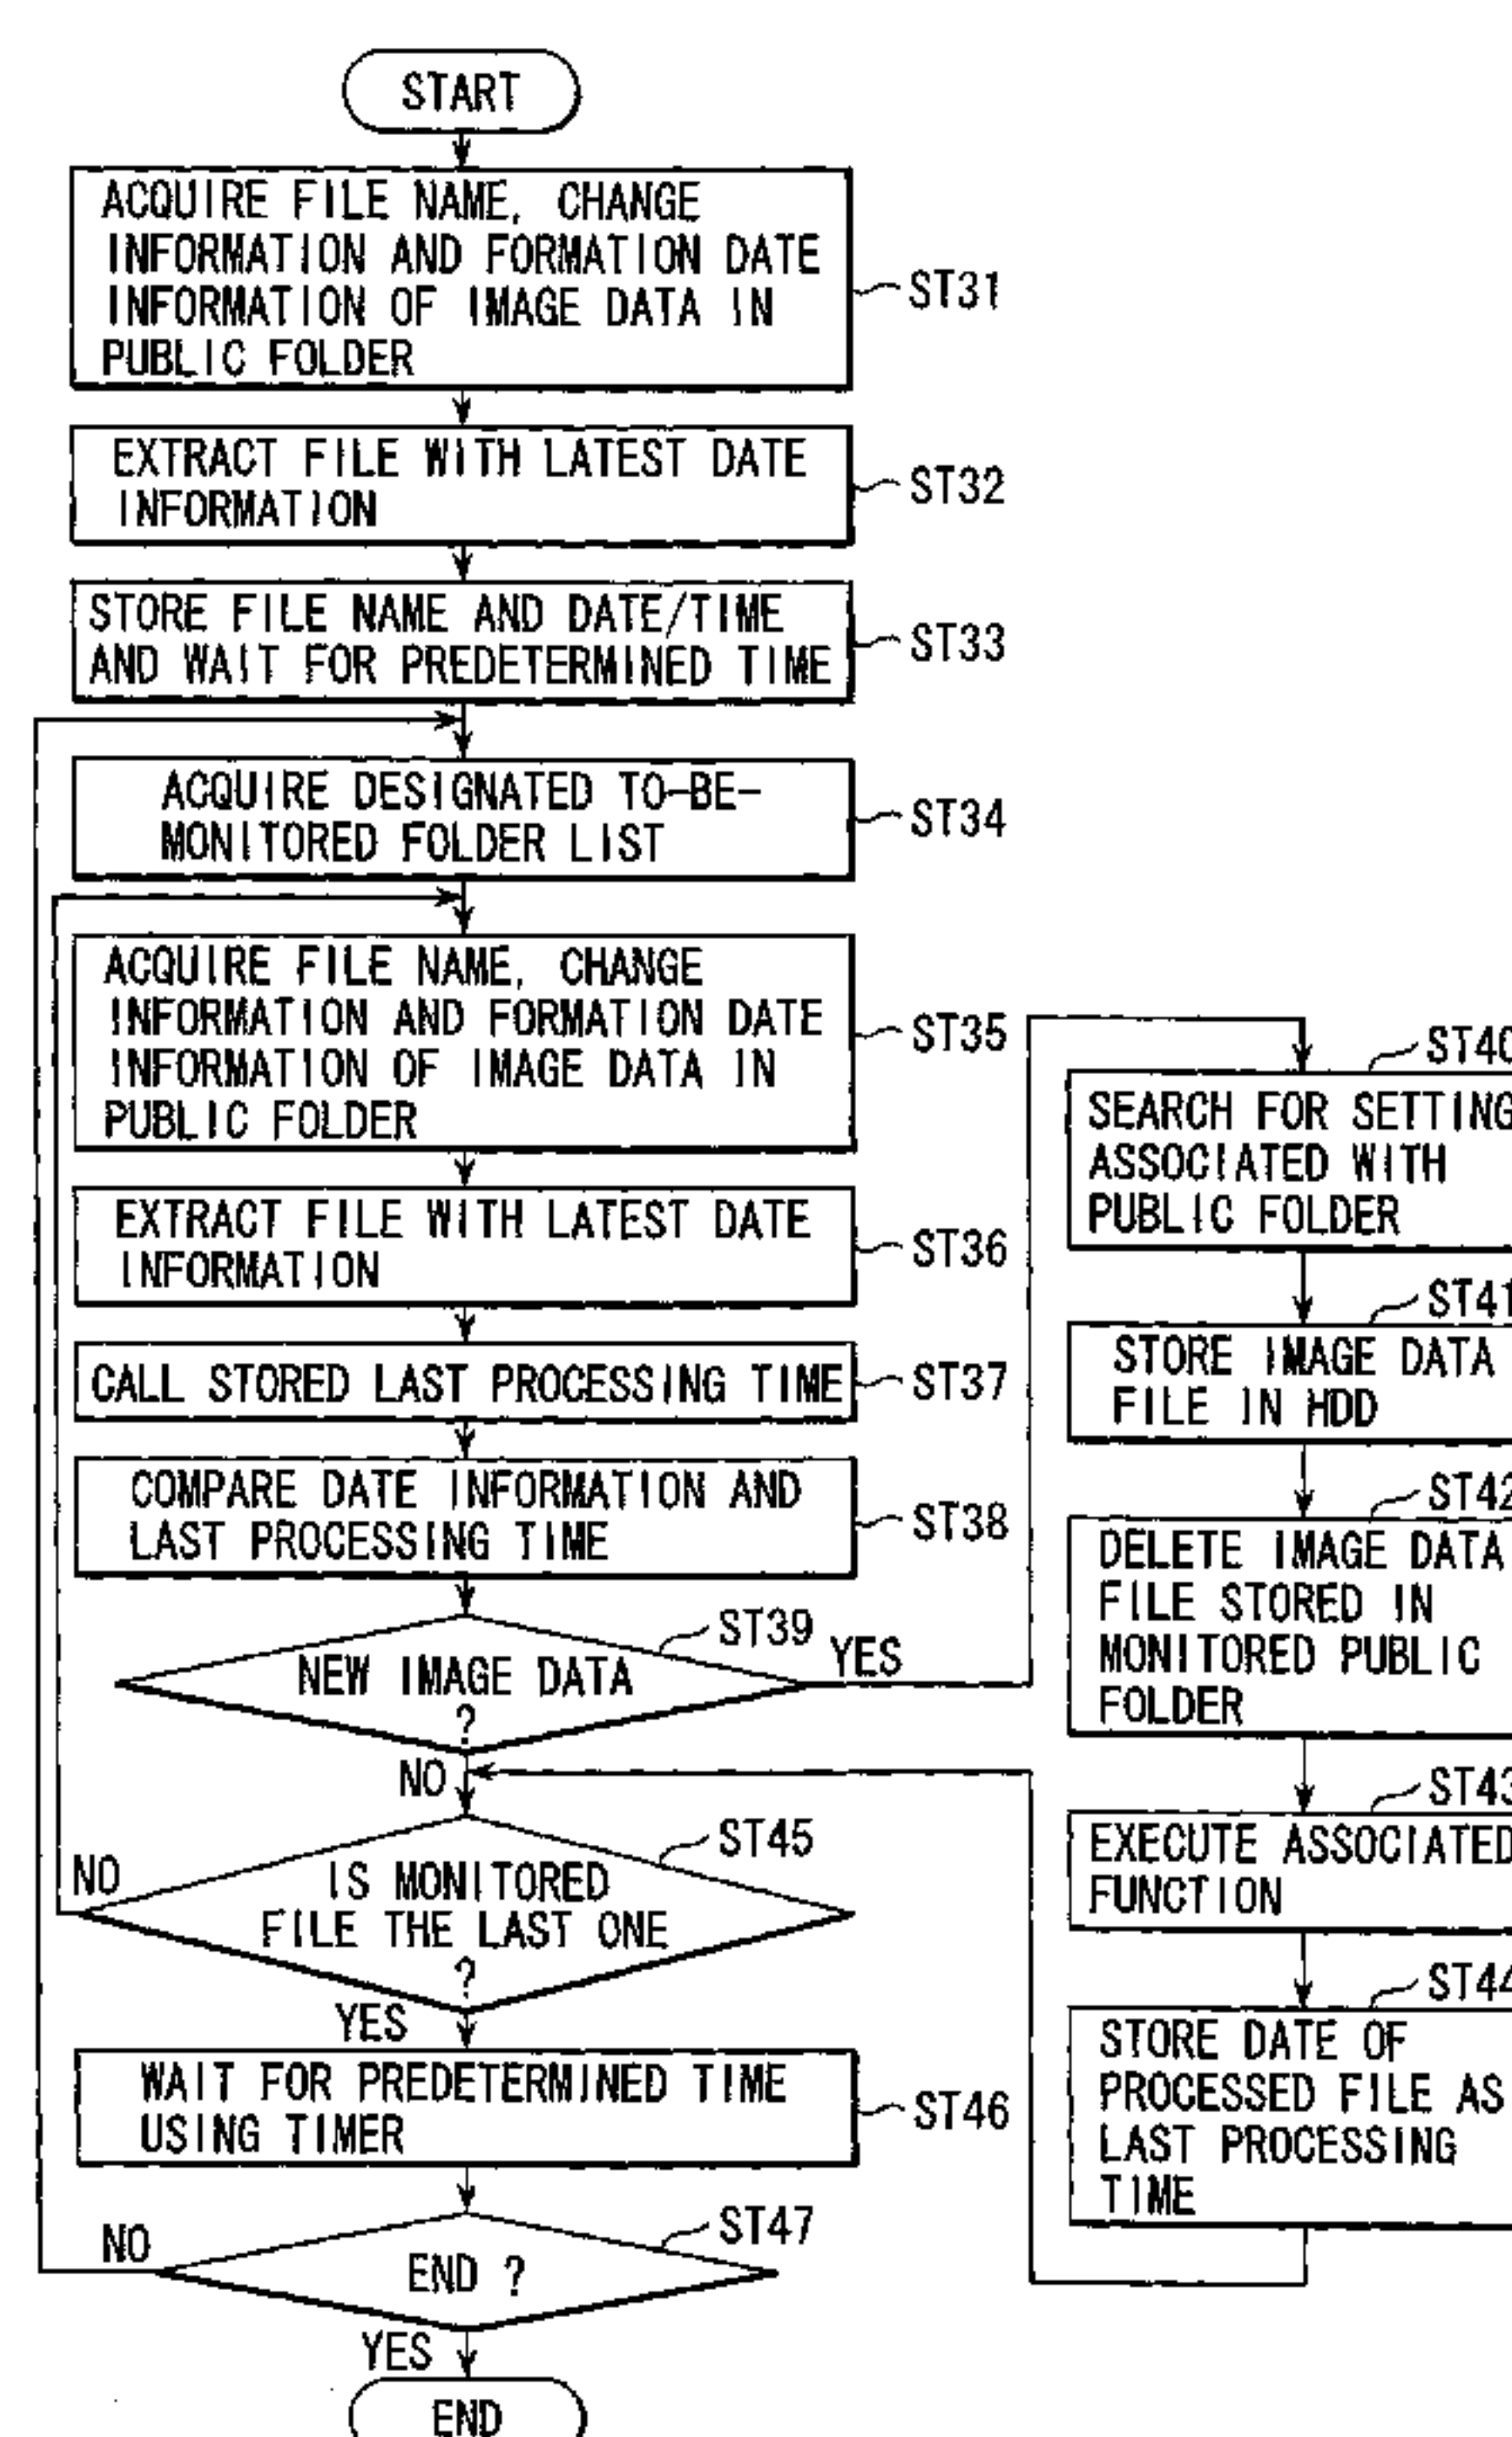 START
ACQUIRE FILE NAME, CHANGE
INFORMATION AND FORMATION DATE
INFORMATION OF IMAGE DATA IN
PUBLIC FOLDER
ST31
EXTRACT FILE WITH LATEST DATE
INFORMATION
ST32
STORE FILE NAME AND DATE/TIME
AND WAIT FOR PREDETERMINED TIME
ST33
ACQUIRE DESIGNATED TO-BE-
MONITORED FOLDER LIST
ST34
ACQUIRE FILE NAME, CHANGE
INFORMATION AND FORMATION DATE
INFORMATION OF IMAGE DATA IN
PUBLIC FOLDER
ST35
EXTRACT FILE WITH LATEST DATE
INFORMATION
ST36
CALL STORED LAST PROCESSING TIME
ST37
COMPARE DATE INFORMATION AND
LAST PROCESSING TIME
ST38
ST39
NEW IMAGE DATA
?
YES
NO
ST45
IS MONITORED
FILE THE LAST ONE
?
NO
YES
WAIT FOR PREDETERMINED TIME
USING TIMER
ST46
ST47
END ?
NO
YES
END
ST40
SEARCH FOR SETTING
ASSOCIATED WITH
PUBLIC FOLDER
ST41
STORE IMAGE DATA
FILE IN HDD
ST42
DELETE IMAGE DATA
FILE STORED IN
MONITORED PUBLIC
FOLDER
ST43
EXECUTE ASSOCIATED
FUNCTION
ST44
STORE DATE OF
PROCESSED FILE AS
LAST PROCESSING
TIME